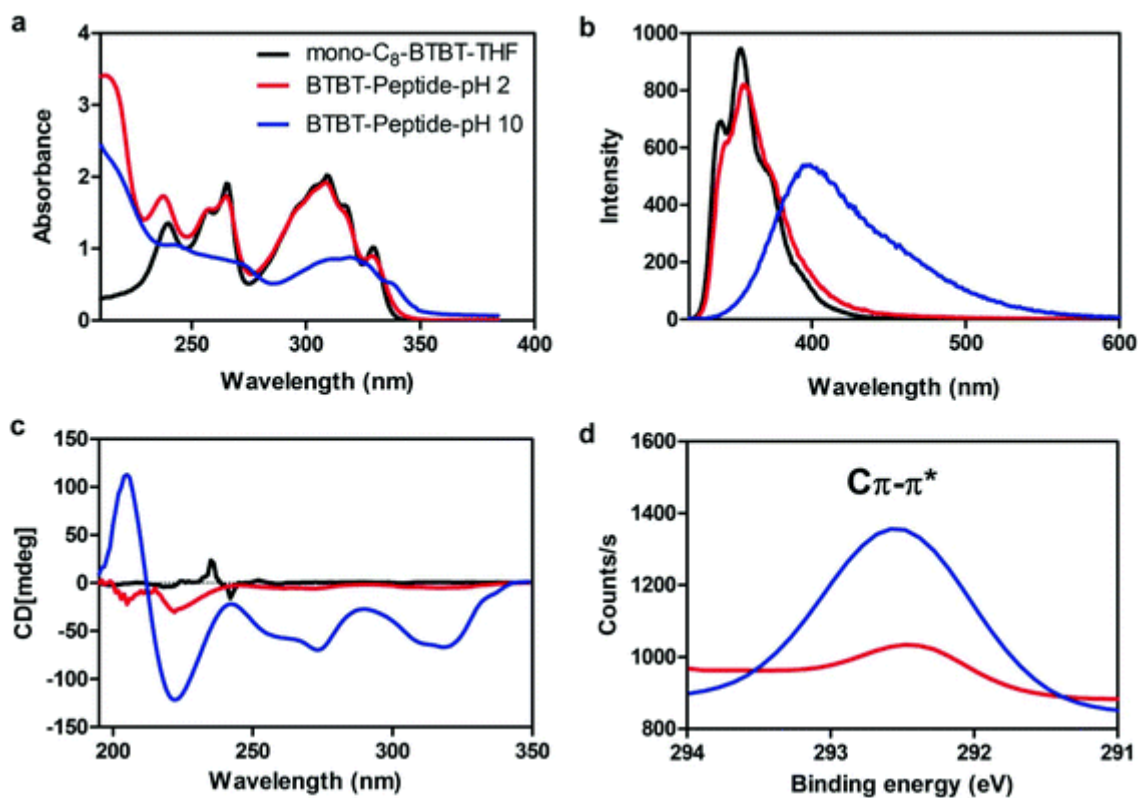 a
4
3
2
1
0
Absorbance
mono-C₈-BTBT-THF
BTBT-Peptide-pH 2
BTBT-Peptide-pH 10
250
300
350
400
Wavelength (nm)
b
1000
800
600
400
200
0
Intensity
400
500
600
Wavelength (nm)
c
150
100
50
0
-50
-100
-150
CD[mdeg]
200
250
300
350
Wavelength (nm)
d
1600
1400
1200
1000
800
Counts/s
Cπ-π*
294
293
292
291
Binding energy (eV)